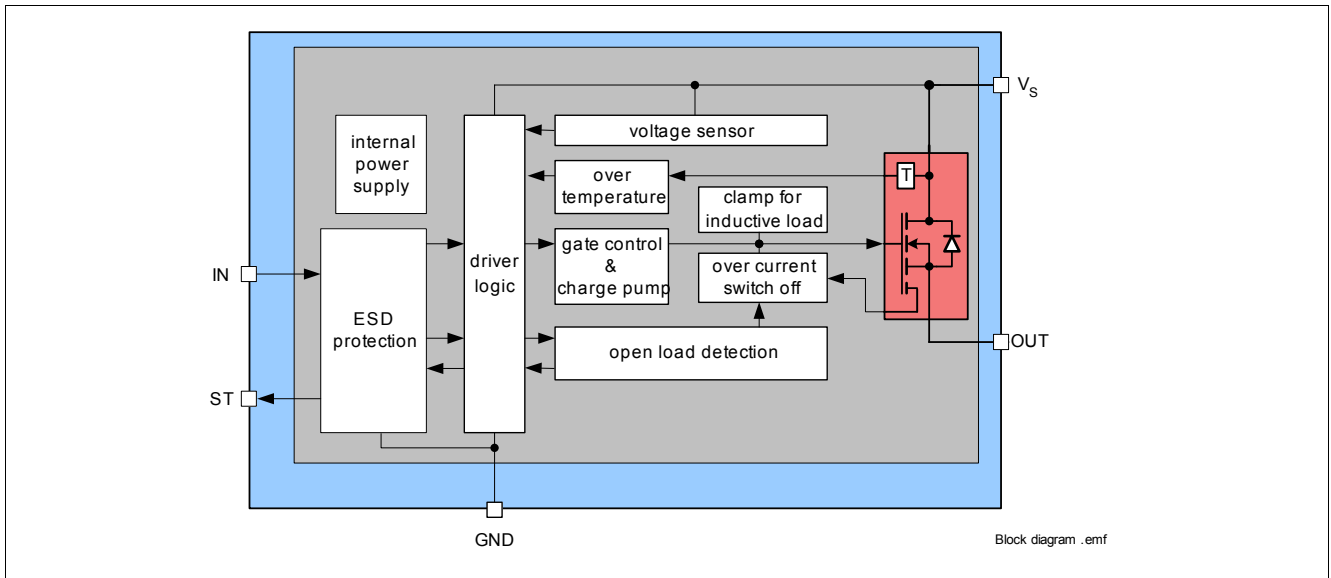 V_S
voltage sensor
internal
power
supply
over
temperature
T
clamp for
inductive load
driver
logic
gate control
&
charge pump
over current
switch off
IN
ESD
protection
open load detection
OUT
ST
GND
Block diagram .emf